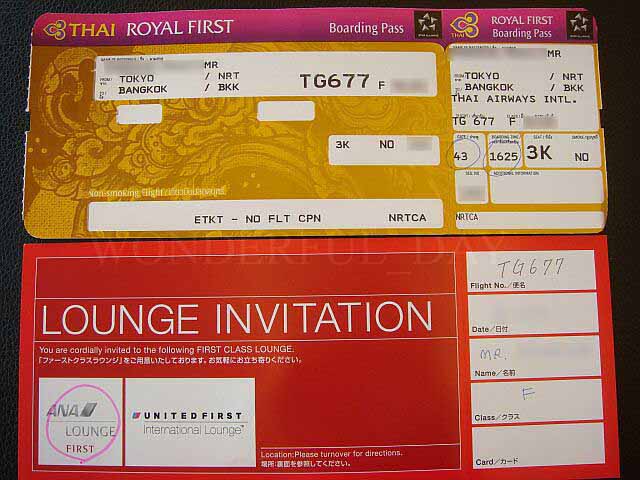 THAI ROYAL FIRST
Boarding Pass
MR
TOKYO / NRT
BANGKOK / BKK
TG677 F
3K NO
Non-smoking Flight
ETKT - NO FLT CPN NRTCA
ROYAL FIRST
Boarding Pass
MR
TOKYO / NRT
BANGKOK / BKK
THAI AIRWAYS INTL.
TG 677 F
43 1625 3K NO
NRTCA
WONDERFUL_DAY
LOUNGE INVITATION
You are cordially invited to the following FIRST CLASS LOUNGE.
「ファーストクラスラウンジ」をご用意いたしております。お気軽にお立ち寄りください。
ANA
LOUNGE
FIRST
UNITEDFIRST
International Lounge
Location:Please turnover for directions.
場所:裏面を参照してください。
TG677
Flight No./便名
Date/日付
MR.
Name/名前
F
Class/クラス
Card/カード